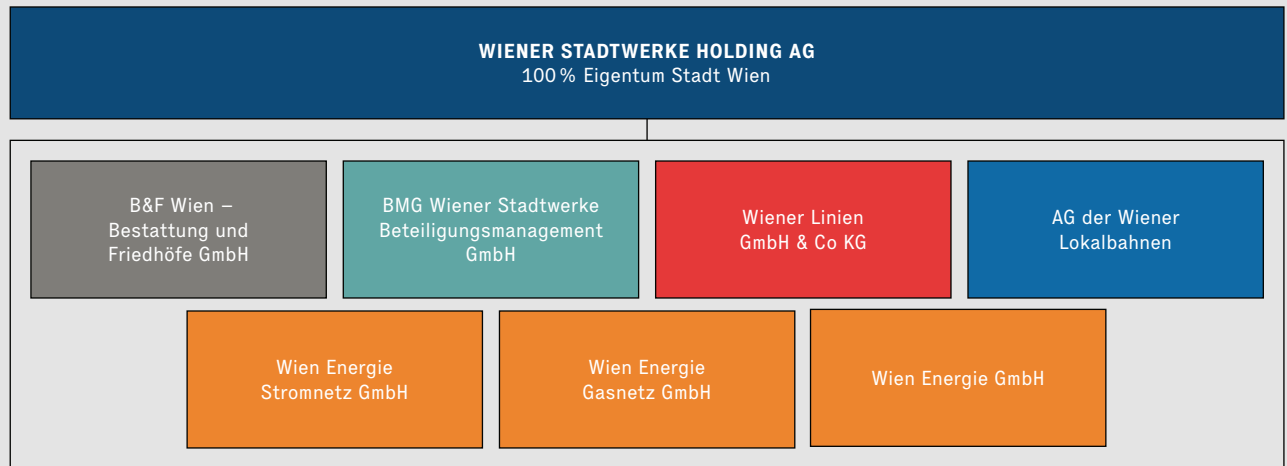 WIENER STADTWERKE HOLDING AG
100 % Eigentum Stadt Wien
B&F Wien –
Bestattung und
Friedhöfe GmbH
BMG Wiener Stadtwerke
Beteiligungsmanagement
GmbH
Wiener Linien
GmbH & Co KG
AG der Wiener
Lokalbahnen
Wien Energie
Stromnetz GmbH
Wien Energie
Gasnetz GmbH
Wien Energie GmbH